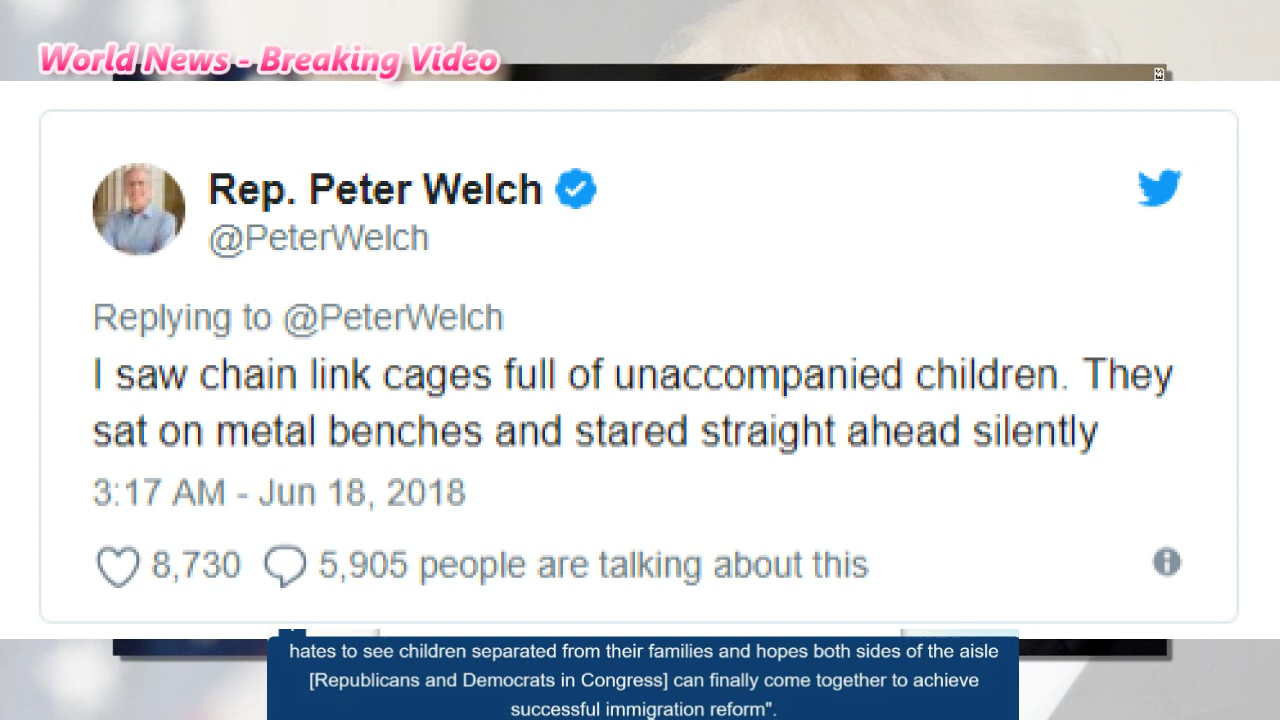 World News - Breaking Video
Rep. Peter Welch
@PeterWelch
Replying to @PeterWelch
I saw chain link cages full of unaccompanied children. They
sat on metal benches and stared straight ahead silently
3:17 AM - Jun 18, 2018
8,730 5,905 people are talking about this
hates to see children separated from their families and hopes both sides of the aisle
[Republicans and Democrats in Congress] can finally come together to achieve
successful immigration reform".